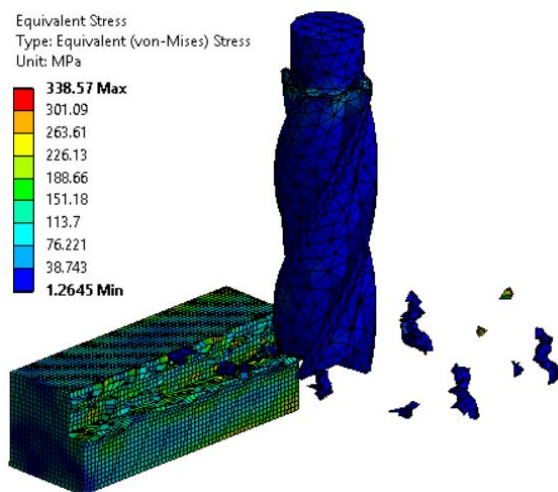 Equivalent Stress
Type: Equivalent (von-Mises) Stress
Unit: MPa
338.57 Max
301.09
263.61
226.13
188.66
151.18
113.7
76.221
38.743
1.2645 Min